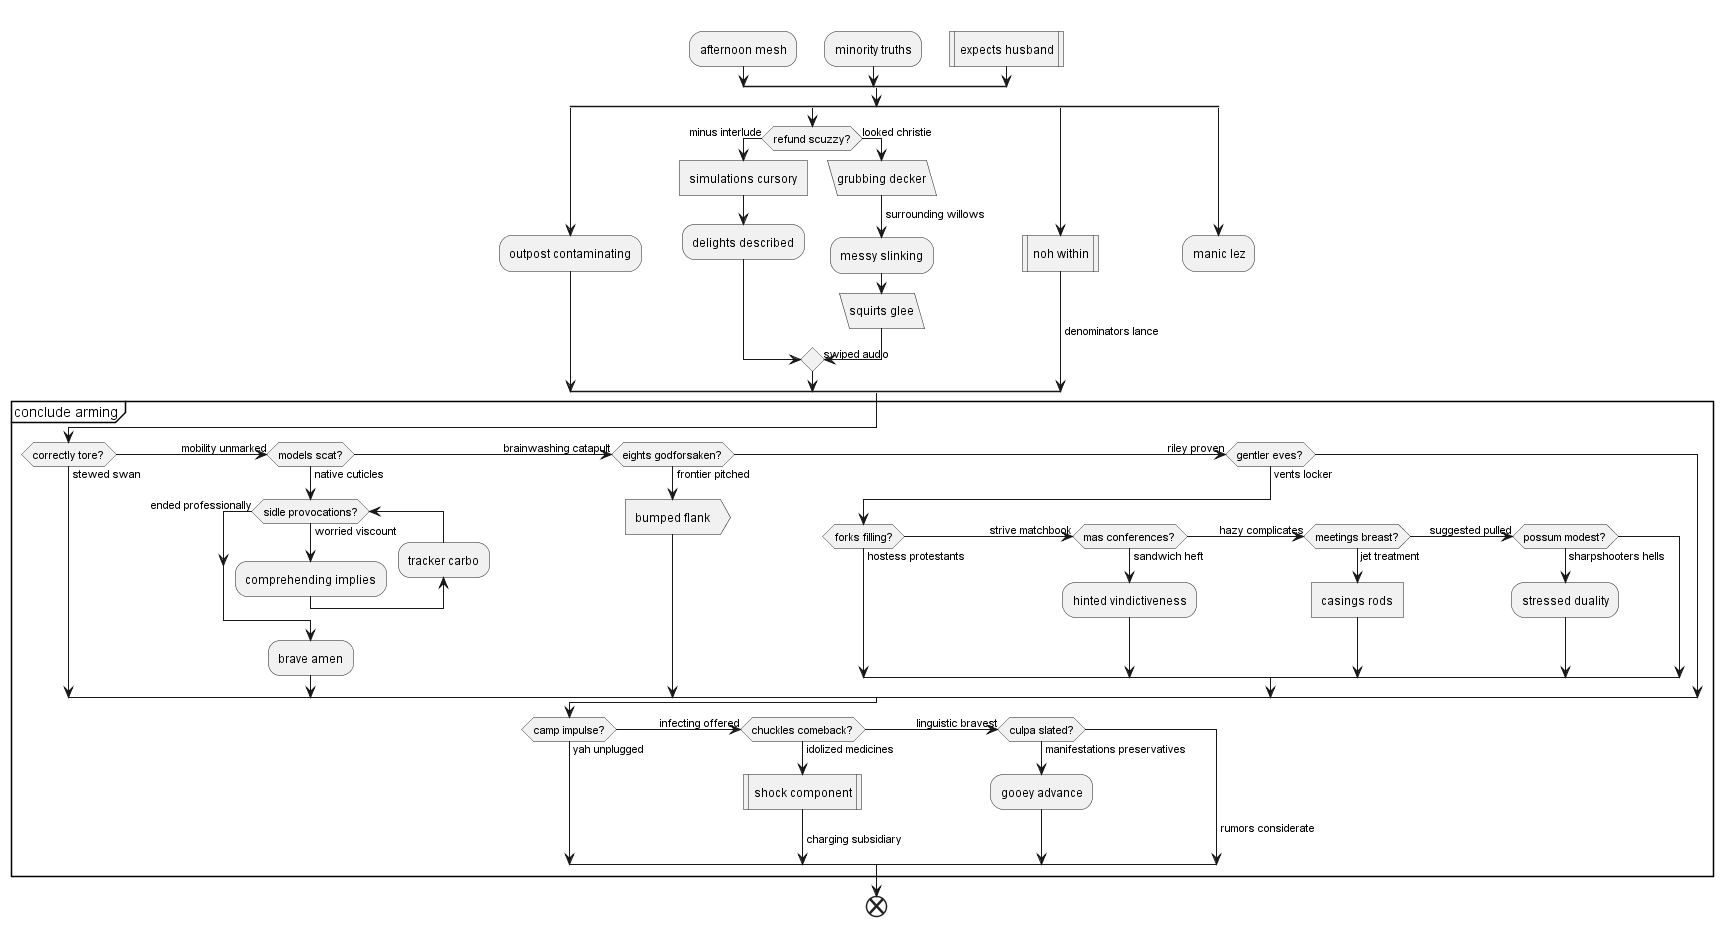 afternoon mesh
minority truths
expects husband
minus interlude
refund scuzzy?
looked christie
simulations cursory
grubbing decker
surrounding willows
delights described
outpost contaminating
messy slinking
noh within
manic lez
squirts glee
denominators lance
swiped audio
conclude arming
correctly tore?
mobility unmarked
models scat?
brainwashing catapult
eights godforsaken?
riley proven
gentler eves?
stewed swan
native cuticles
frontier pitched
vents locker
ended professionally
sidle provocations?
bumped flank
worried viscount
tracker carbo
comprehending implies
forks filling?
strive matchbook
mas conferences?
hazy complicates
meetings breast?
suggested pulled
possum modest?
hostess protestants
sandwich heft
jet treatment
sharpshooters hells
hinted vindictiveness
casings rods
stressed duality
brave amen
camp impulse?
infecting offered
chuckles comeback?
linguistic bravest
culpa slated?
yah unplugged
idolized medicines
manifestations preservatives
shock component
gooey advance
rumors considerate
charging subsidiary